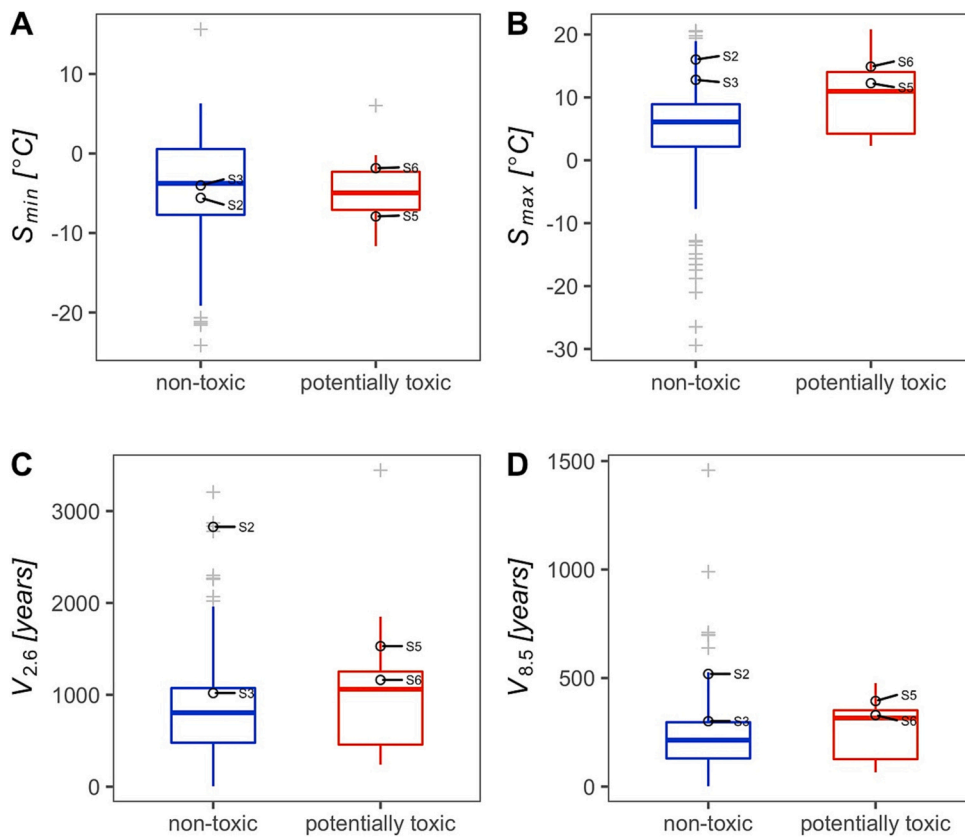 A
S_min [°C]
10
0
-10
-20
S3
S2
S6
S5
non-toxic potentially toxic
B
S_max [°C]
20
10
0
-10
-20
-30
S2
S3
S6
S5
non-toxic potentially toxic
C
V_2.6 [years]
3000
2000
1000
0
S2
S3
S5
S6
non-toxic potentially toxic
D
V_8.5 [years]
1500
1000
500
0
S2
S3
S5
S6
non-toxic potentially toxic